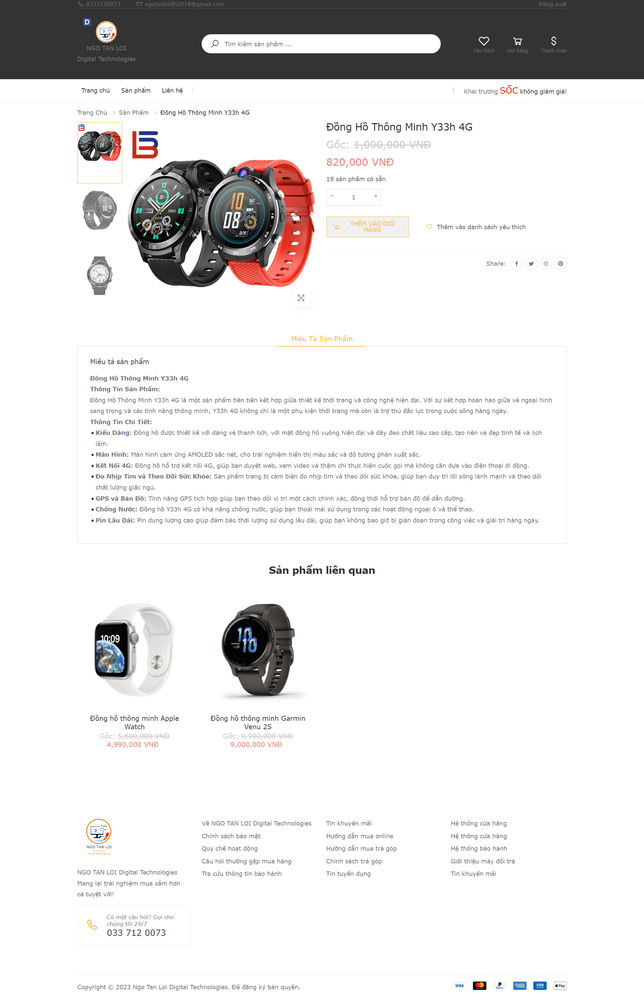 0337120073 ngotanloidh2018@gmail.com Đăng xuất
D
NGO TAN LOI
Digital Technologies
Tìm kiếm sản phẩm ...
Yêu thích Giỏ hàng Thanh toán
Trang chủ Sản phẩm Liên hệ
Khai trương SỐC không giảm giá!
Trang Chủ Sản Phẩm Đồng Hồ Thông Minh Y33h 4G
Đồng Hồ Thông Minh Y33h 4G
Gốc: 1,000,000 VNĐ
820,000 VNĐ
19 sản phẩm có sẵn
− 1 +
THÊM VÀO GIỎ
HÀNG
Thêm vào danh sách yêu thích
Share:
Miêu Tả Sản Phẩm
Miêu tả sản phẩm
Đồng Hồ Thông Minh Y33h 4G
Thông Tin Sản Phẩm:
Đồng Hồ Thông Minh Y33h 4G là một sản phẩm tiên tiến kết hợp giữa thiết kế thời trang và công nghệ hiện đại. Với sự kết hợp hoàn hảo giữa vẻ ngoại hình
sang trọng và các tính năng thông minh, Y33h 4G không chỉ là một phụ kiện thời trang mà còn là trợ thủ đắc lực trong cuộc sống hàng ngày.
Thông Tin Chi Tiết:
• Kiểu Dáng: Đồng hồ được thiết kế với dáng vẻ thanh lịch, với mặt đồng hồ vuông hiện đại và dây đeo chất liệu cao cấp, tạo nên vẻ đẹp tinh tế và lịch
lãm.
• Màn Hình: Màn hình cảm ứng AMOLED sắc nét, cho trải nghiệm hiển thị màu sắc và độ tương phản xuất sắc.
• Kết Nối 4G: Đồng hồ hỗ trợ kết nối 4G, giúp bạn duyệt web, xem video và thậm chí thực hiện cuộc gọi mà không cần dựa vào điện thoại di động.
• Đo Nhịp Tim và Theo Dõi Sức Khỏe: Sản phẩm trang bị cảm biến đo nhịp tim và theo dõi sức khỏe, giúp bạn duy trì lối sống lành mạnh và theo dõi
chất lượng giấc ngủ.
• GPS và Bản Đồ: Tính năng GPS tích hợp giúp bạn theo dõi vị trí một cách chính xác, đồng thời hỗ trợ bản đồ để dẫn đường.
• Chống Nước: Đồng hồ Y33h 4G có khả năng chống nước, giúp bạn thoải mái sử dụng trong các hoạt động ngoại ô và thể thao.
• Pin Lâu Dài: Pin dung lượng cao giúp đảm bảo thời lượng sử dụng lâu dài, giúp bạn không bao giờ bị gián đoạn trong công việc và giải trí hàng ngày.
Sản phẩm liên quan
10:09
GARMIN
10
10
Đồng hồ thông minh Apple
Watch
Gốc: 5,600,000 VNĐ
4,990,000 VNĐ
Đồng hồ thông minh Garmin
Venu 2S
Gốc: 9,990,000 VNĐ
9,000,000 VNĐ
NGO TAN LOI
DIGITAL
TECHNOLOGIES
NGO TAN LOI Digital Technologies
Mang lại trải nghiệm mua sắm hơn
cả tuyệt vời!
Có một câu hỏi? Gọi cho
chúng tôi 24/7
033 712 0073
Về NGO TAN LOI Digital Technologies
Chính sách bảo mật
Quy chế hoạt động
Câu hỏi thường gặp mua hàng
Tra cứu thông tin bảo hành
Tin khuyến mãi
Hướng dẫn mua online
Hướng dẫn mua trả góp
Chính sách trả góp
Tin tuyển dụng
Hệ thống cửa hàng
Hệ thống cửa hàng
Hệ thống bảo hành
Giới thiệu máy đổi trả
Tin khuyến mãi
Copyright © 2023 Ngo Tan Loi Digital Technologies. Đã đăng ký bản quyền.
VISA PayPal VISA Pay